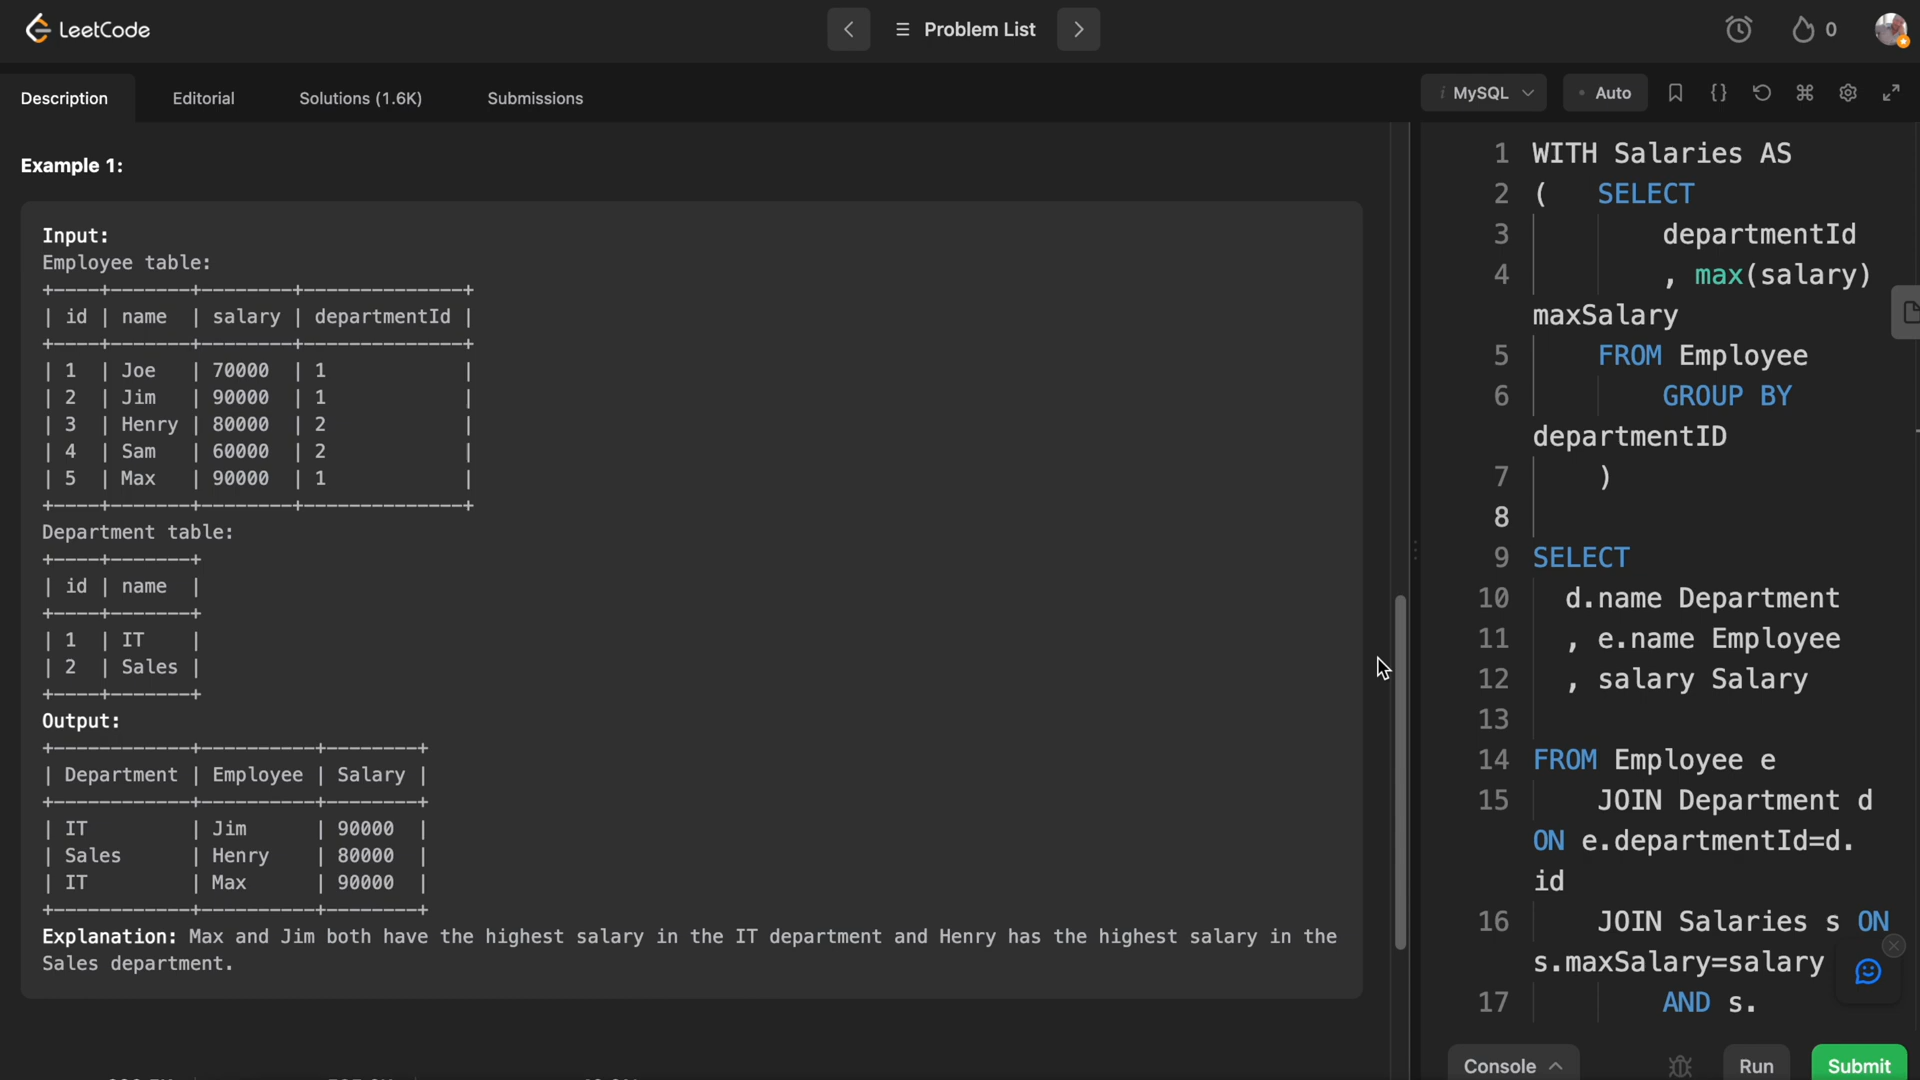 LeetCode
Problem List
0
Description Editorial Solutions (1.6K) Submissions
i MySQL
Auto
{}
Example 1:
Input:
Employee table:
+----+-------+--------+--------------+
| id | name  | salary | departmentId |
+----+-------+--------+--------------+
| 1  | Joe   | 70000  | 1            |
| 2  | Jim   | 90000  | 1            |
| 3  | Henry | 80000  | 2            |
| 4  | Sam   | 60000  | 2            |
| 5  | Max   | 90000  | 1            |
+----+-------+--------+--------------+
Department table:
+----+-------+
| id | name  |
+----+-------+
| 1  | IT    |
| 2  | Sales |
+----+-------+
Output:
+------------+----------+--------+
| Department | Employee | Salary |
+------------+----------+--------+
| IT         | Jim      | 90000  |
| Sales      | Henry    | 80000  |
| IT         | Max      | 90000  |
+------------+----------+--------+
Explanation: Max and Jim both have the highest salary in the IT department and Henry has the highest salary in the
Sales department.
1 WITH Salaries AS
2 ( SELECT
3 departmentId
4 , max(salary)
maxSalary
5 FROM Employee
6 GROUP BY
departmentID
7 )
8
9 SELECT
10 d.name Department
11 , e.name Employee
12 , salary Salary
13
14 FROM Employee e
15 JOIN Department d
ON e.departmentId=d.
id
16 JOIN Salaries s ON
s.maxSalary=salary
17 AND s.
Console
Run
Submit